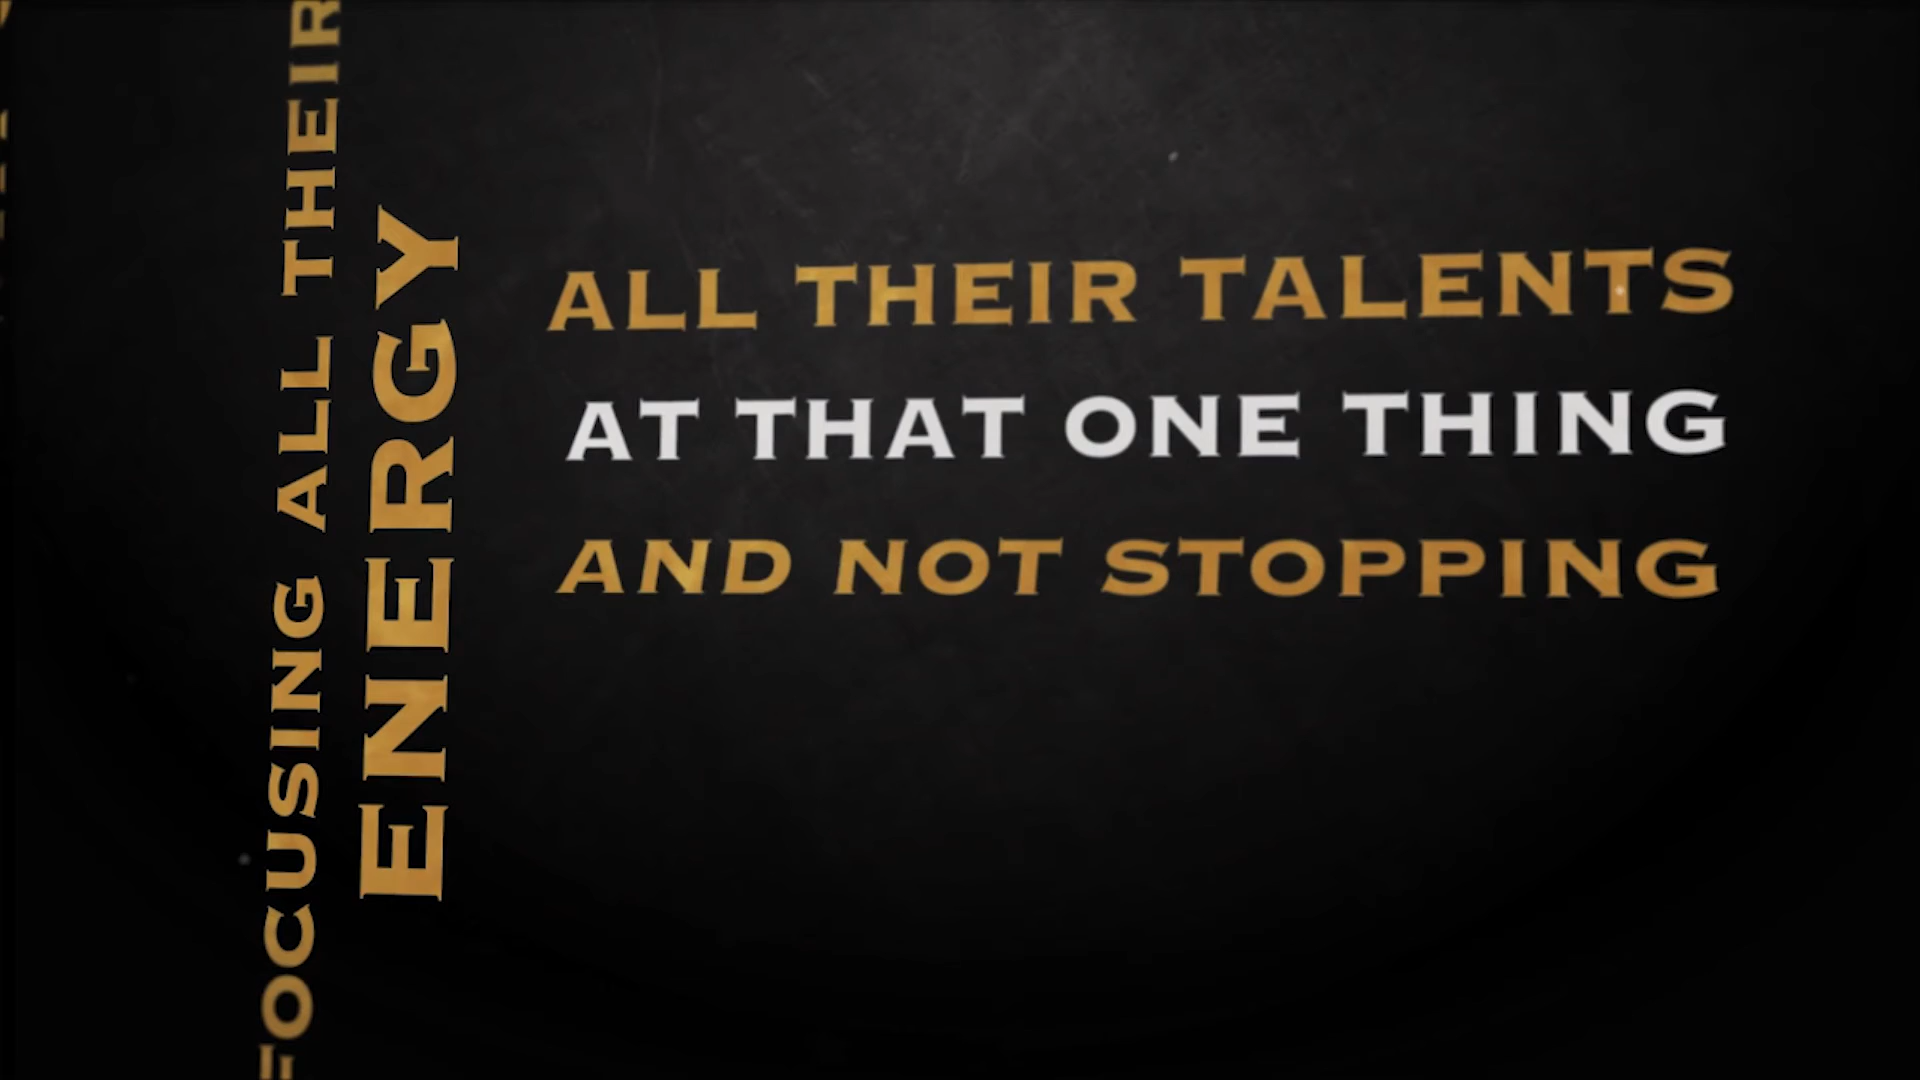 FOCUSING ALL THEIR
ENERGY
ALL THEIR TALENTS
AT THAT ONE THING
AND NOT STOPPING